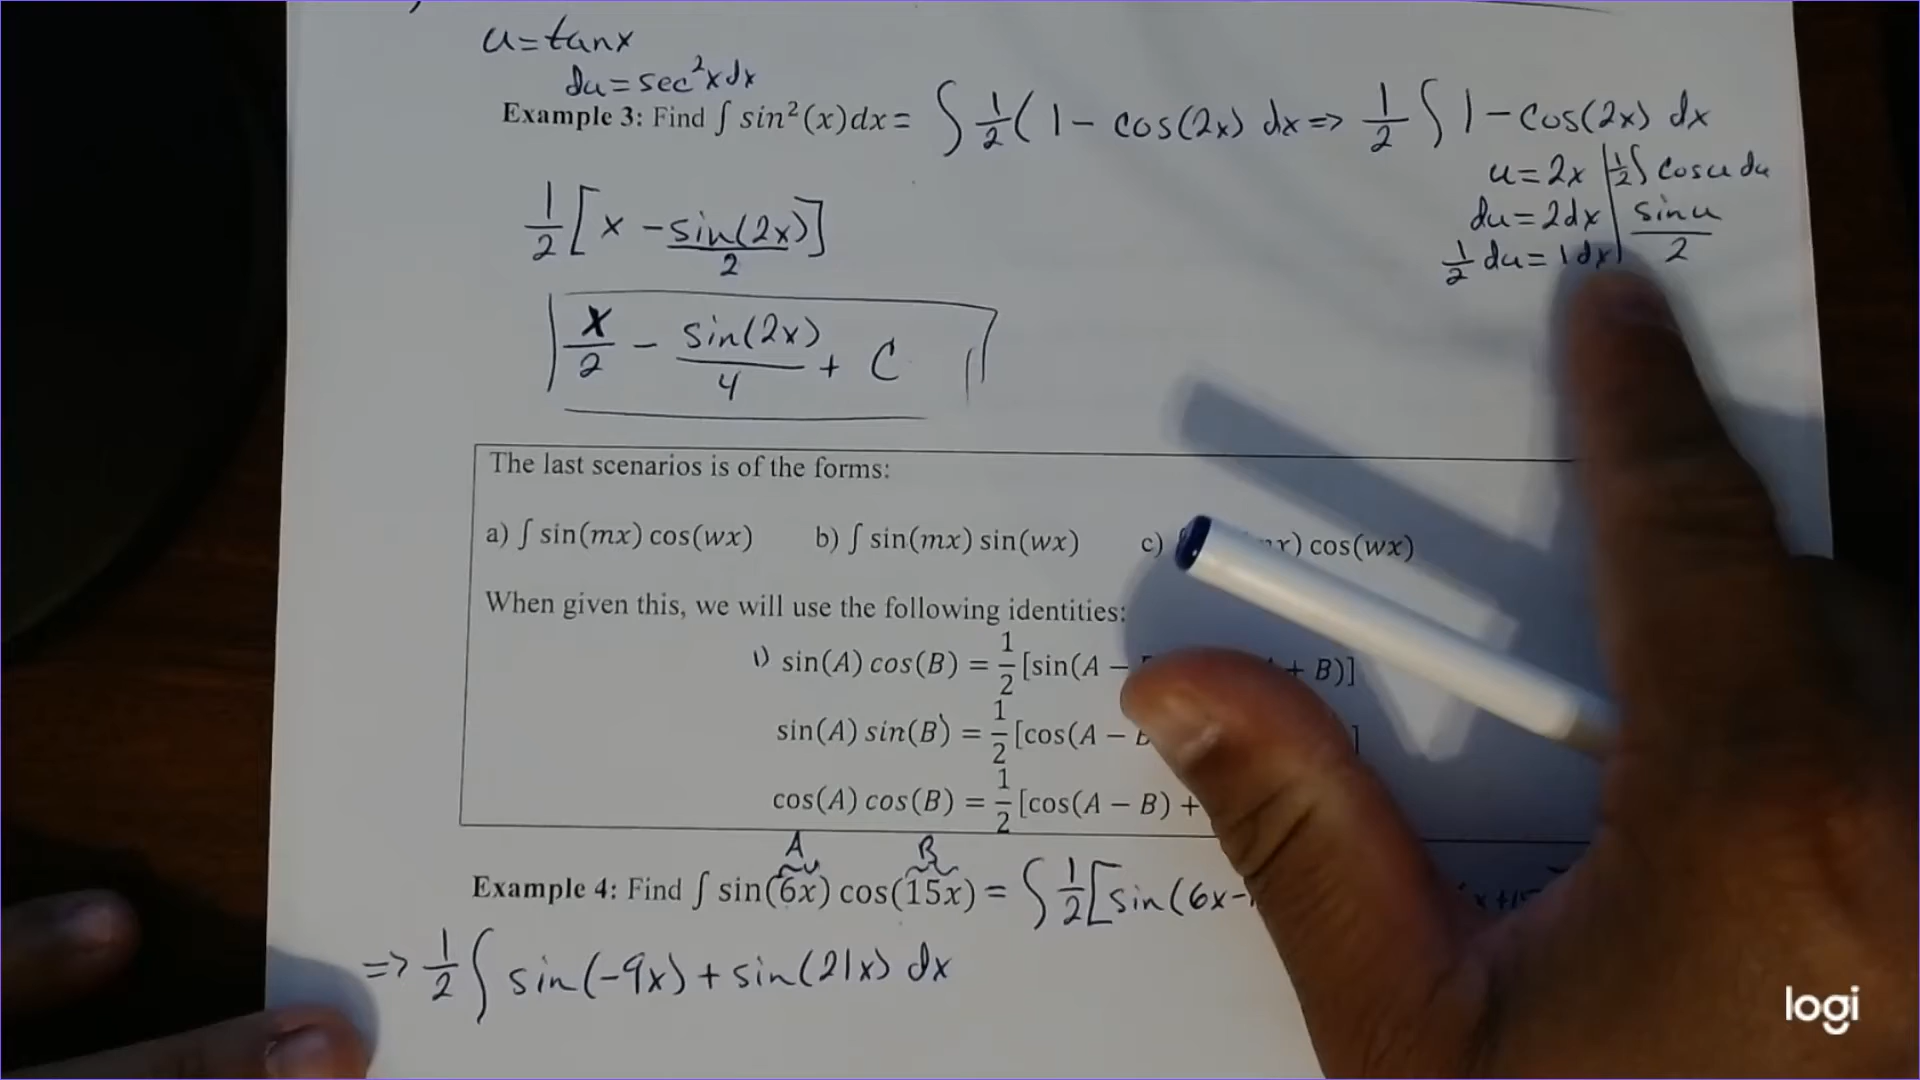 u = tanx
du = sec²x dx
Example 3: Find ∫ sin²(x)dx = ∫ 1/2 (1 - cos(2x) dx => 1/2 ∫ 1 - cos(2x) dx
u = 2x | 1/2 ∫ cosu du
du = 2dx | sinu/2
1/2 du = 1dx
1/2 [x - sin(2x)/2]
x/2 - sin(2x)/4 + C
The last scenarios is of the forms:
a) ∫ sin(mx) cos(wx) b) ∫ sin(mx) sin(wx) c) cos(wx)
When given this, we will use the following identities:
1) sin(A) cos(B) = 1/2 [sin(A − + B)]
sin(A) sin(B) = 1/2 [cos(A − ]
cos(A) cos(B) = 1/2 [cos(A − B) +
A B
Example 4: Find ∫ sin(6x) cos(15x) = ∫ 1/2 [sin(6x-
=> 1/2 ∫ sin(-9x) + sin(21x) dx
logi